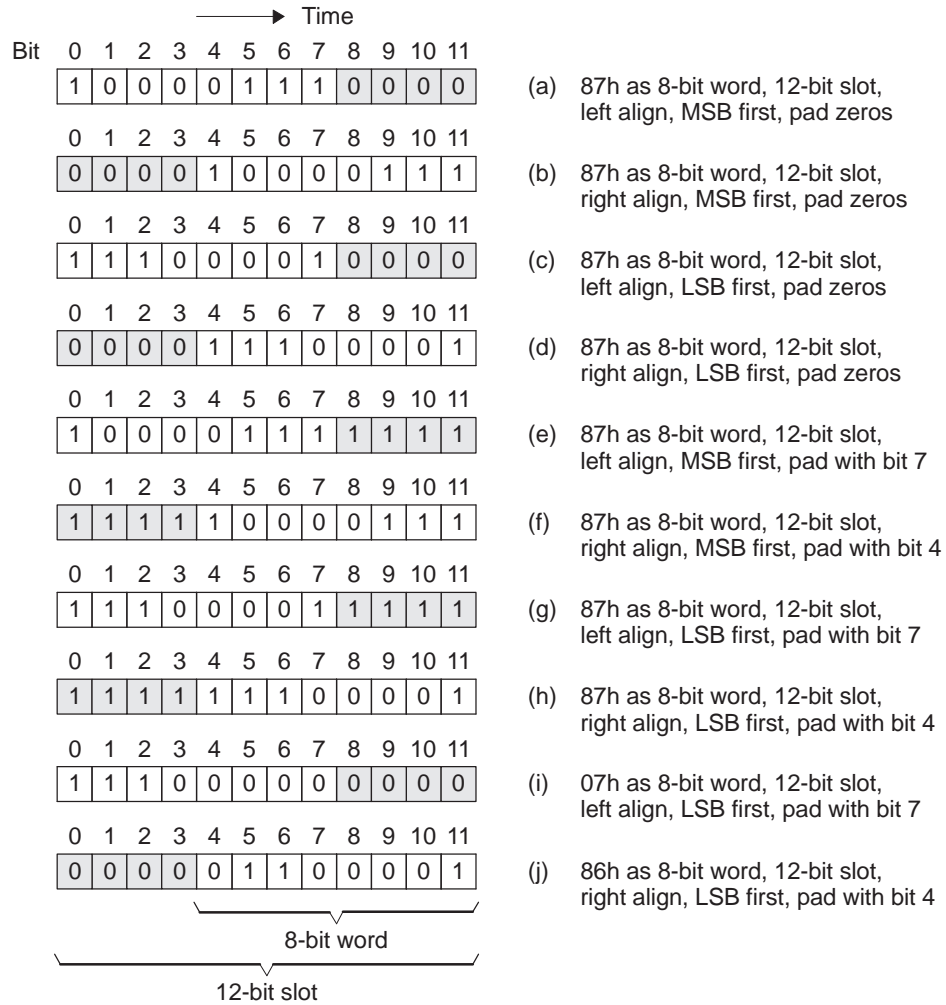 Time
Bit 0 1 2 3 4 5 6 7 8 9 10 11
1 0 0 0 0 1 1 1 0 0 0 0
(a) 87h as 8-bit word, 12-bit slot,
left align, MSB first, pad zeros
0 1 2 3 4 5 6 7 8 9 10 11
0 0 0 0 1 0 0 0 0 1 1 1
(b) 87h as 8-bit word, 12-bit slot,
right align, MSB first, pad zeros
0 1 2 3 4 5 6 7 8 9 10 11
1 1 1 0 0 0 0 1 0 0 0 0
(c) 87h as 8-bit word, 12-bit slot,
left align, LSB first, pad zeros
0 1 2 3 4 5 6 7 8 9 10 11
0 0 0 0 1 1 1 0 0 0 0 1
(d) 87h as 8-bit word, 12-bit slot,
right align, LSB first, pad zeros
0 1 2 3 4 5 6 7 8 9 10 11
1 0 0 0 0 1 1 1 1 1 1 1
(e) 87h as 8-bit word, 12-bit slot,
left align, MSB first, pad with bit 7
0 1 2 3 4 5 6 7 8 9 10 11
1 1 1 1 1 0 0 0 0 1 1 1
(f) 87h as 8-bit word, 12-bit slot,
right align, MSB first, pad with bit 4
0 1 2 3 4 5 6 7 8 9 10 11
1 1 1 0 0 0 0 1 1 1 1 1
(g) 87h as 8-bit word, 12-bit slot,
left align, LSB first, pad with bit 7
0 1 2 3 4 5 6 7 8 9 10 11
1 1 1 1 1 1 1 0 0 0 0 1
(h) 87h as 8-bit word, 12-bit slot,
right align, LSB first, pad with bit 4
0 1 2 3 4 5 6 7 8 9 10 11
1 1 1 0 0 0 0 0 0 0 0 0
(i) 07h as 8-bit word, 12-bit slot,
left align, LSB first, pad with bit 7
0 1 2 3 4 5 6 7 8 9 10 11
0 0 0 0 0 1 1 0 0 0 0 1
(j) 86h as 8-bit word, 12-bit slot,
right align, LSB first, pad with bit 4
8-bit word
12-bit slot